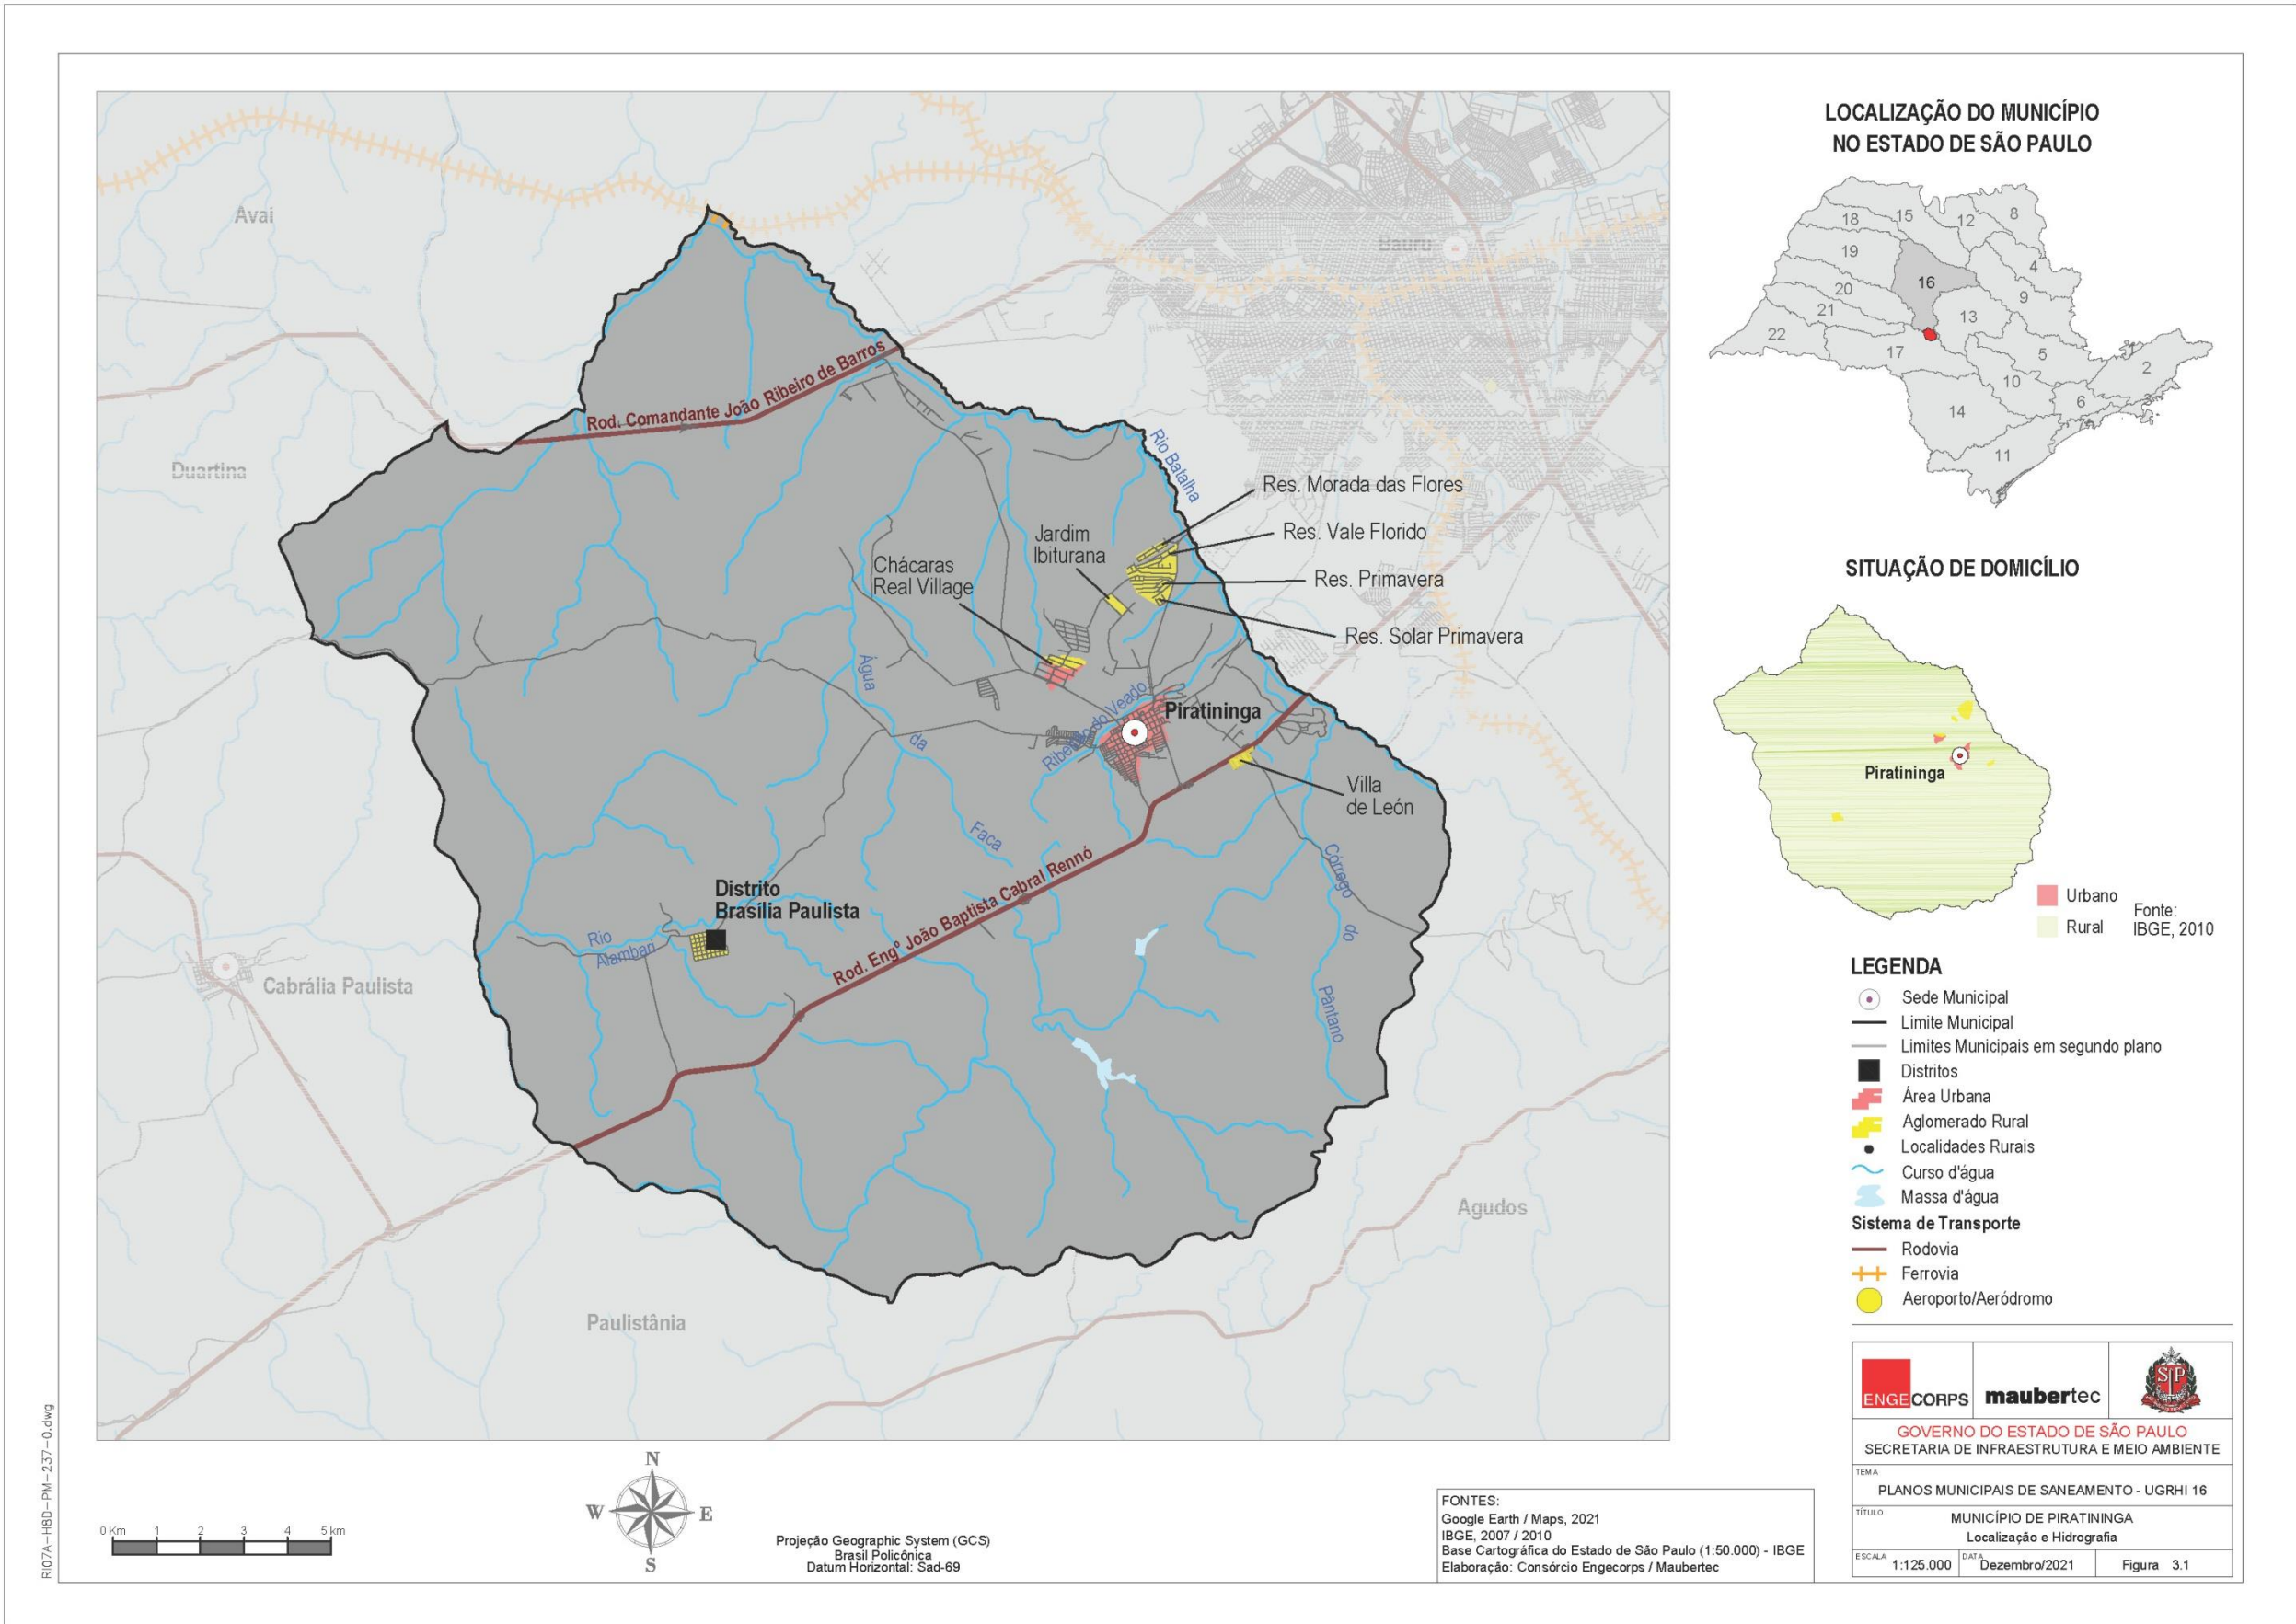 Avaí
Duartina
Bauru
Rod. Comandante João Ribeiro de Barros
Rio Batalha
Res. Morada das Flores
Res. Vale Florido
Res. Primavera
Res. Solar Primavera
Jardim
Ibiturana
Chácaras
Real Village
Água
da
Faca
Ribeirão do Veado
Piratininga
Villa
de León
Distrito
Brasília Paulista
Rio
Alambari
Rod. Engº João Baptista Cabral Rennó
Córrego
do
Pântano
Cabrália Paulista
Agudos
Paulistânia
LOCALIZAÇÃO DO MUNICÍPIO
NO ESTADO DE SÃO PAULO
18
15
12
8
19
4
16
20
9
21
13
22
17
5
2
10
3
6
14
11
SITUAÇÃO DE DOMICÍLIO
Piratininga
Urbano
Rural
Fonte:
IBGE, 2010
LEGENDA
Sede Municipal
Limite Municipal
Limites Municipais em segundo plano
Distritos
Área Urbana
Aglomerado Rural
Localidades Rurais
Curso d'água
Massa d'água
Sistema de Transporte
Rodovia
Ferrovia
Aeroporto/Aeródromo
ENGECORPS
maubertec
SP
GOVERNO DO ESTADO DE SÃO PAULO
SECRETARIA DE INFRAESTRUTURA E MEIO AMBIENTE
TEMA
PLANOS MUNICIPAIS DE SANEAMENTO - UGRHI 16
TÍTULO
MUNICÍPIO DE PIRATININGA
Localização e Hidrografia
ESCALA 1:125.000
DATA Dezembro/2021
Figura 3.1
FONTES:
Google Earth / Maps, 2021
IBGE, 2007 / 2010
Base Cartográfica do Estado de São Paulo (1:50.000) - IBGE
Elaboração: Consórcio Engecorps / Maubertec
N
W
E
S
Projeção Geographic System (GCS)
Brasil Policônica
Datum Horizontal: Sad-69
0 Km 1 2 3 4 5 km
RI07A-HBD-PM-237-0.dwg